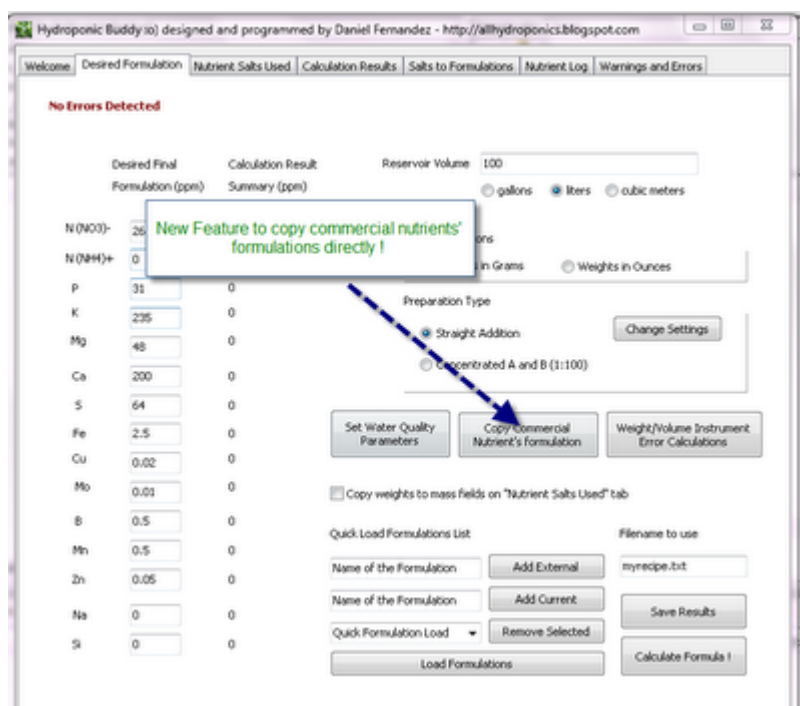 Hydroponic Buddy :o) designed and programmed by Daniel Fernandez - http://allhydroponics.blogspot.com
Welcome Desired Formulation Nutrient Salts Used Calculation Results Salts to Formulations Nutrient Log Warnings and Errors
No Errors Detected
Desired Final Calculation Result Reservoir Volume 100
Formulation (ppm) Summary (ppm) gallons liters cubic meters
New Feature to copy commercial nutrients'
formulations directly !
N (NO3)- 26
N (NH4)+ 0 in Grams Weights in Ounces
P 31 0
Preparation Type
K 235 0
Straight Addition Change Settings
Mg 48 0
Concentrated A and B (1:100)
Ca 200 0
S 64 0
Set Water Quality Parameters
Copy Commercial Nutrient's formulation
Weight/Volume Instrument Error Calculations
Fe 2.5 0
Cu 0.02 0
Mo 0.01 0
Copy weights to mass fields on "Nutrient Salts Used" tab
B 0.5 0
Quick Load Formulations List Filename to use
Mn 0.5 0
Name of the Formulation Add External myrecipe.txt
Zn 0.05 0
Name of the Formulation Add Current Save Results
Na 0 0
Quick Formulation Load Remove Selected
Si 0 0
Load Formulations Calculate Formula !